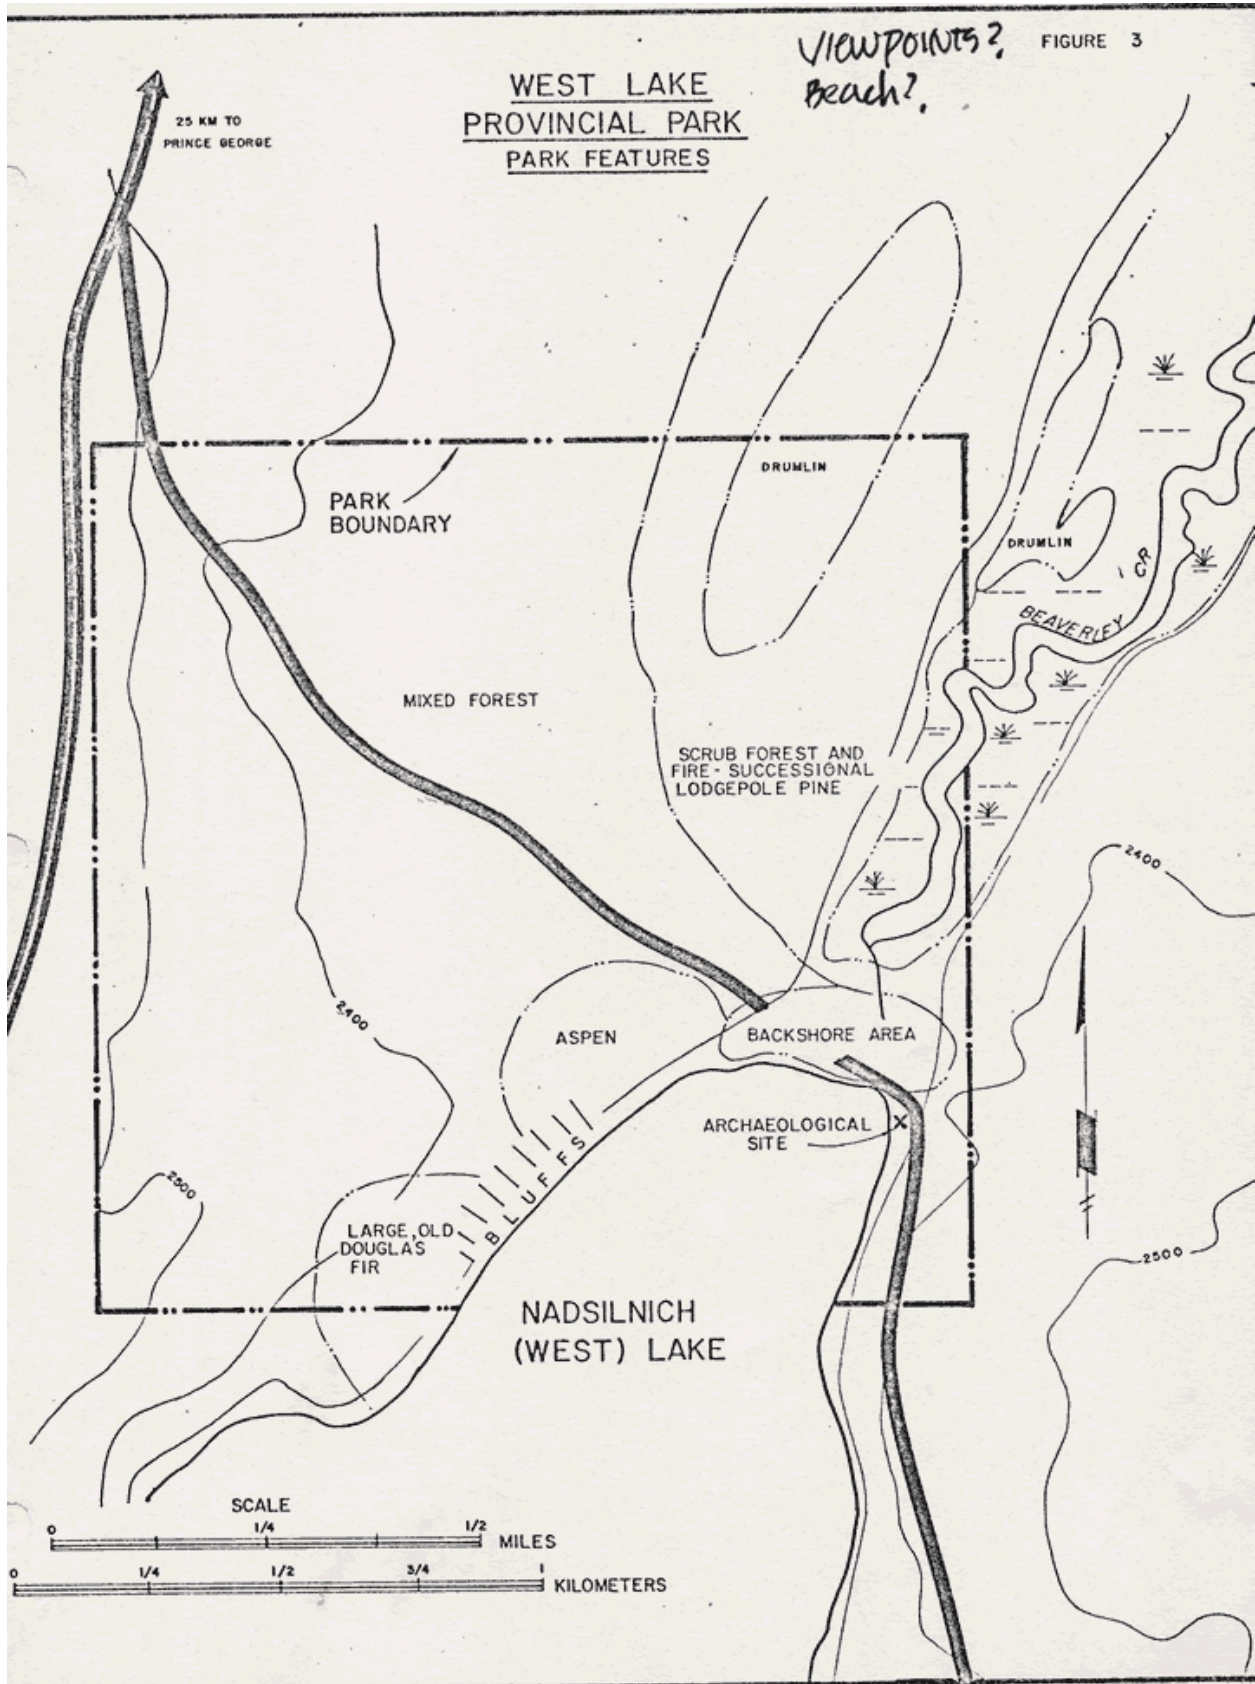 VIEWPOINTS?
Beach?
FIGURE 3
WEST LAKE
PROVINCIAL PARK
PARK FEATURES
25 KM TO
PRINCE GEORGE
DRUMLIN
PARK
BOUNDARY
DRUMLIN
CR
BEAVERLEY
MIXED FOREST
SCRUB FOREST AND
FIRE-SUCCESSIONAL
LODGEPOLE PINE
2400
2400
ASPEN
BACKSHORE AREA
ARCHAEOLOGICAL
SITE
BLUFFS
2500
LARGE, OLD
DOUGLAS
FIR
2500
NADSILNICH
(WEST) LAKE
SCALE
0 1/4 1/2
MILES
0 1/4 1/2 3/4 1
KILOMETERS